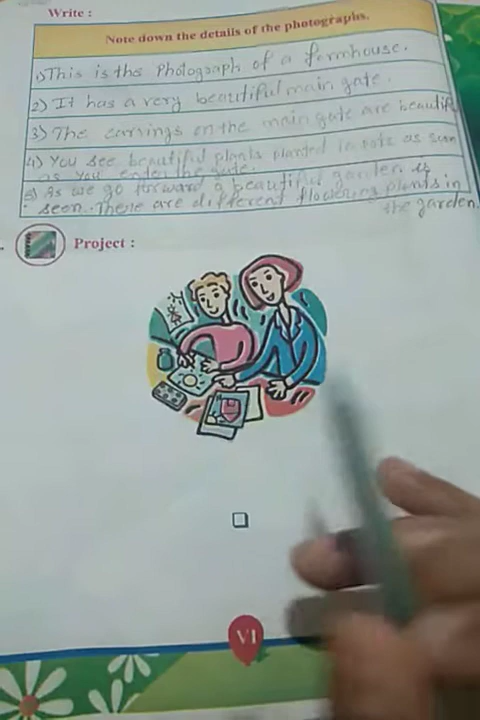 Write :
Note down the details of the photographs.
1) This is the Photograph of a farmhouse.
2) It has a very beautiful main gate.
3) The carvings on the main gate are beautiful
4) You see beautiful plants planted in pots as soon
as you enter the gate.
5) As we go forward a beautiful garden is
seen. There are different flowering plants in
the garden.
Project :
VI